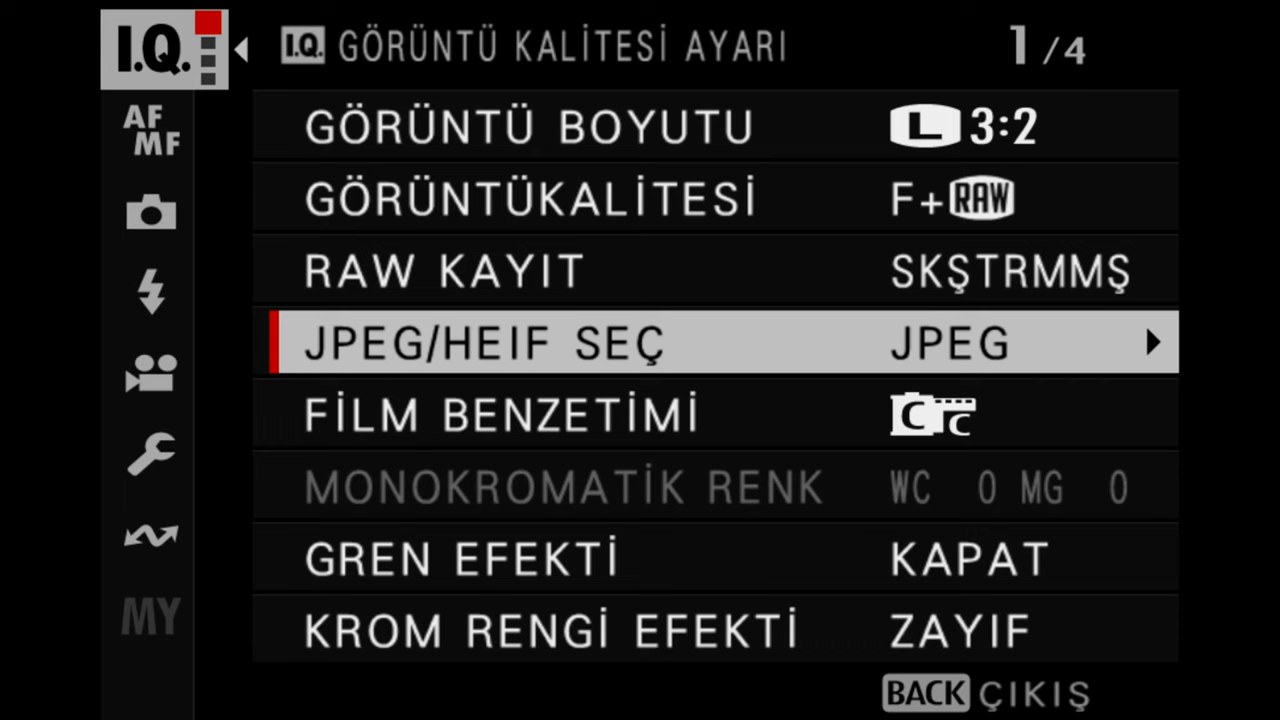 I.Q. I.Q. GÖRÜNTÜ KALİTESİ AYARI 1/4
AF
MF
GÖRÜNTÜ BOYUTU L 3:2
GÖRÜNTÜKALİTESİ F+RAW
RAW KAYIT SKŞTRMMŞ
JPEG/HEIF SEÇ JPEG
FİLM BENZETİMİ C C
MONOKROMATİK RENK WC 0 MG 0
GREN EFEKTİ KAPAT
MY
KROM RENGİ EFEKTİ ZAYIF
BACK ÇIKIŞ